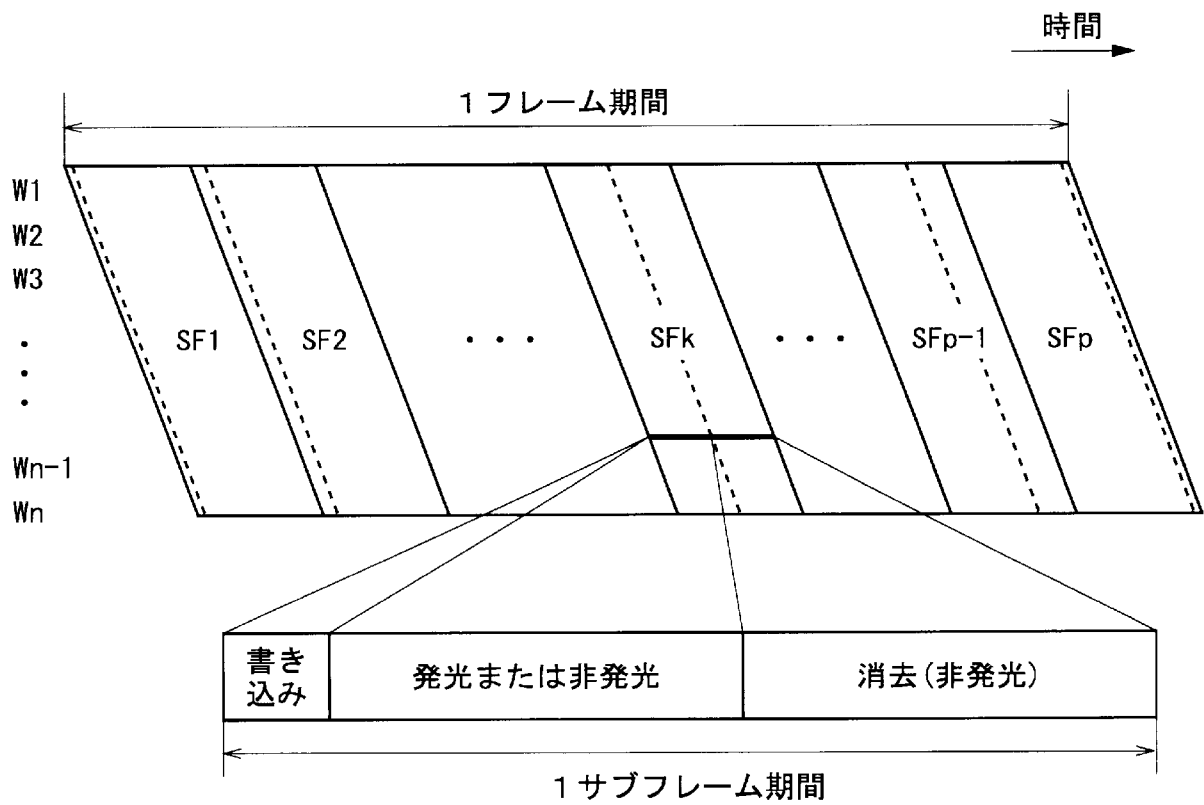 時間
1フレーム期間
W1
W2
W3
・
・
・
Wn-1
Wn
SF1 SF2 ・・・ SFk ・・・ SFp-1 SFp
書き
込み
発光または非発光
消去(非発光)
1サブフレーム期間